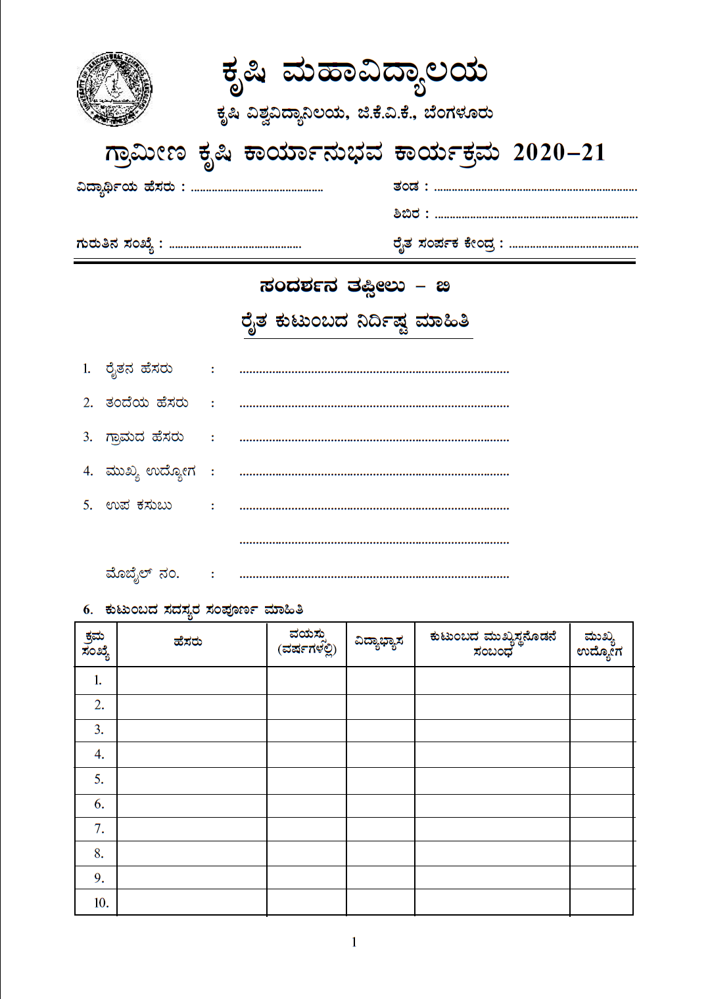 ಕೃಷಿ ಮಹಾವಿದ್ಯಾಲಯ
ಕೃಷಿ ವಿಶ್ವವಿದ್ಯಾನಿಲಯ, ಜಿ.ಕೆ.ವಿ.ಕೆ., ಬೆಂಗಳೂರು
ಗ್ರಾಮೀಣ ಕೃಷಿ ಕಾರ್ಯಾನುಭವ ಕಾರ್ಯಕ್ರಮ 2020–21
ವಿದ್ಯಾರ್ಥಿಯ ಹೆಸರು : ............................................. ತಂಡ : .....................................................................
ಶಿಬಿರ : .....................................................................
ಗುರುತಿನ ಸಂಖ್ಯೆ : ............................................. ರೈತ ಸಂಪರ್ಕ ಕೇಂದ್ರ : ............................................
ಸಂದರ್ಶನ ತಪ್ಸೀಲು – ಬಿ
ರೈತ ಕುಟುಂಬದ ನಿರ್ದಿಷ್ಟ ಮಾಹಿತಿ
1. ರೈತನ ಹೆಸರು : ...................................................................................
2. ತಂದೆಯ ಹೆಸರು : ...................................................................................
3. ಗ್ರಾಮದ ಹೆಸರು : ...................................................................................
4. ಮುಖ್ಯ ಉದ್ಯೋಗ : ...................................................................................
5. ಉಪ ಕಸುಬು : ...................................................................................
...................................................................................
ಮೊಬೈಲ್ ನಂ. : ...................................................................................
6. ಕುಟುಂಬದ ಸದಸ್ಯರ ಸಂಪೂರ್ಣ ಮಾಹಿತಿ
ಕ್ರಮ ಹೆಸರು ವಯಸ್ಸು ವಿದ್ಯಾಭ್ಯಾಸ ಕುಟುಂಬದ ಮುಖ್ಯಸ್ಥನೊಡನೆ ಮುಖ್ಯ
ಸಂಖ್ಯೆ (ವರ್ಷಗಳಲ್ಲಿ) ಸಂಬಂಧ ಉದ್ಯೋಗ
1.
2.
3.
4.
5.
6.
7.
8.
9.
10.
1